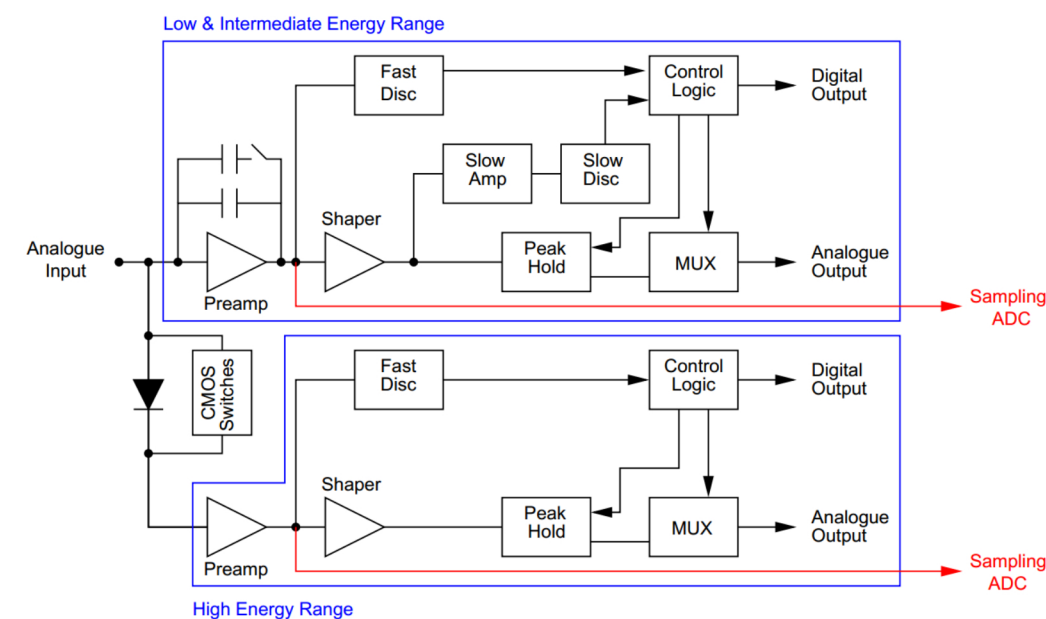 Low & Intermediate Energy Range
Fast
Disc
Control
Logic
Digital
Output
Slow
Amp
Slow
Disc
Shaper
Analogue
Input
Preamp
Peak
Hold
MUX
Analogue
Output
Sampling
ADC
CMOS
Switches
Fast
Disc
Control
Logic
Digital
Output
Shaper
Preamp
Peak
Hold
MUX
Analogue
Output
Sampling
ADC
High Energy Range